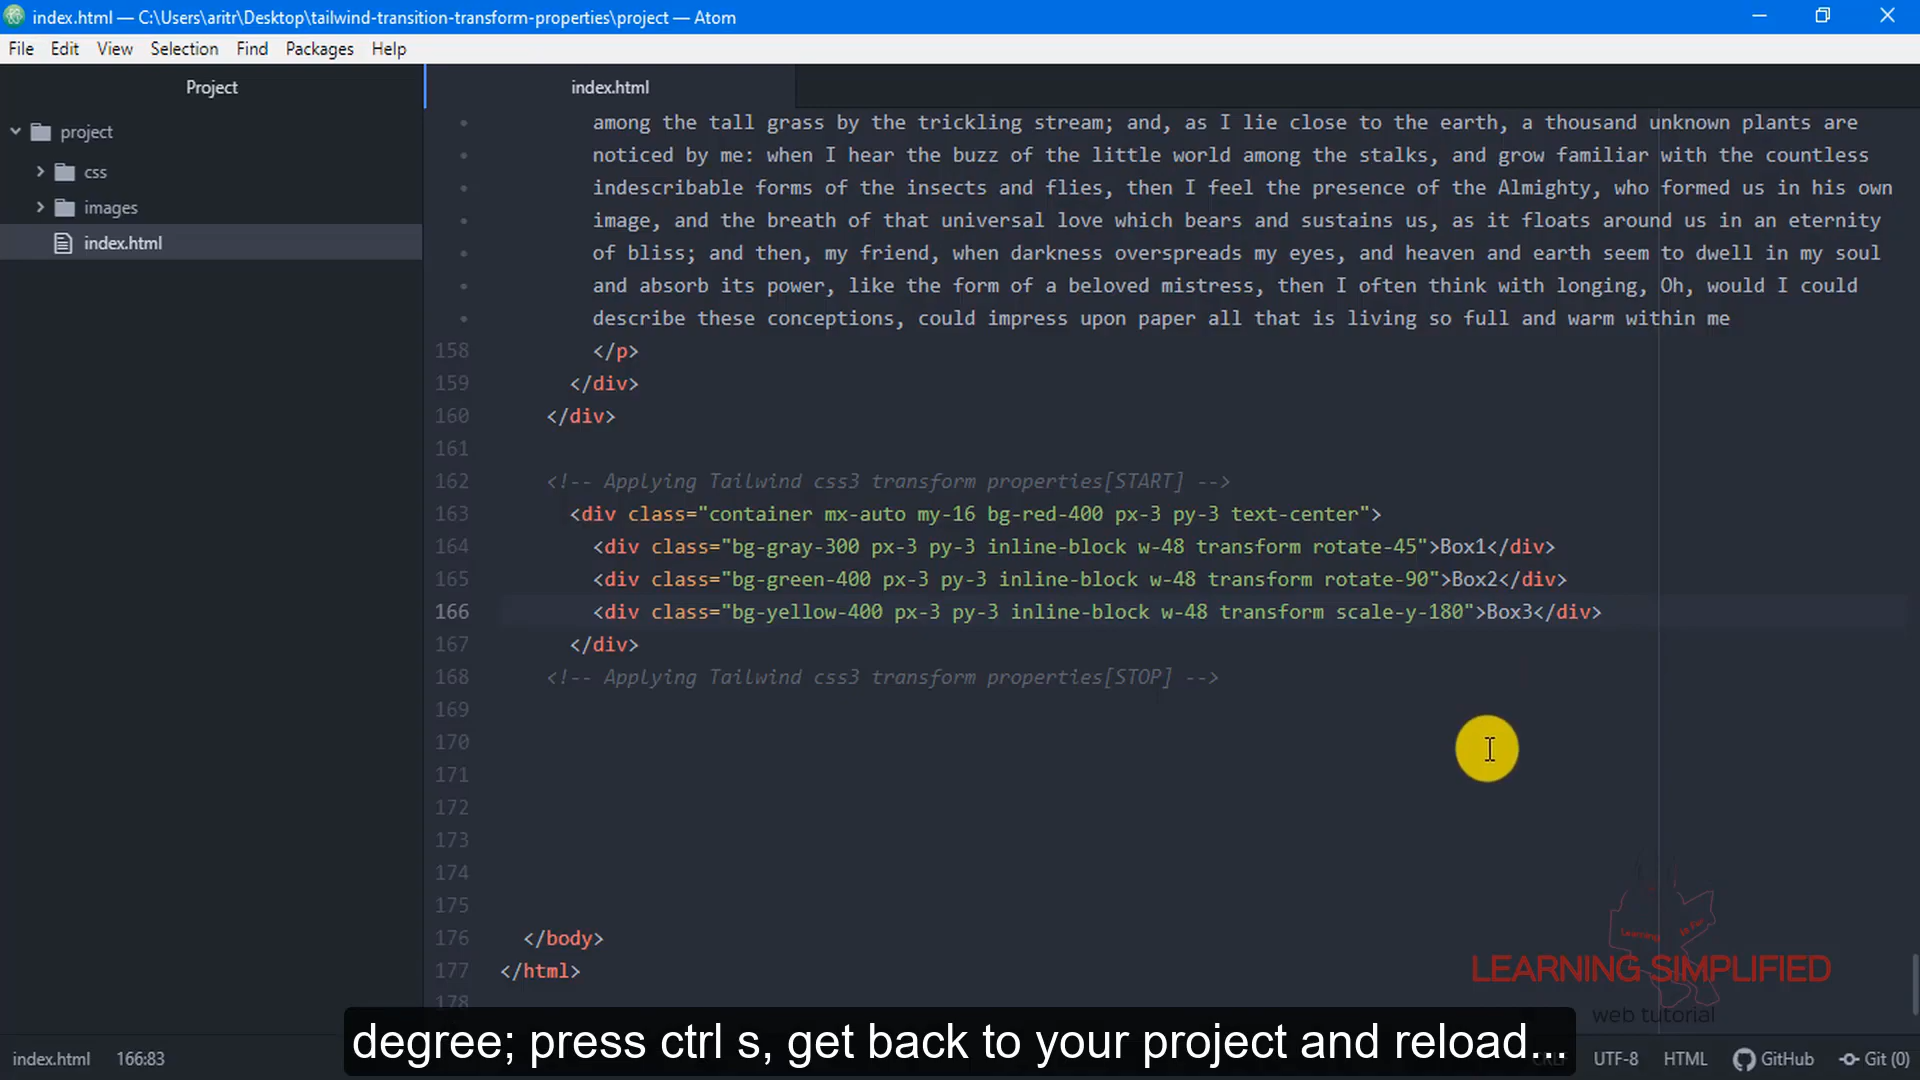 index.html — C:\Users\aritr\Desktop\tailwind-transition-transform-properties\project — Atom
File Edit View Selection Find Packages Help
Project
index.html
project
css
images
index.html
among the tall grass by the trickling stream; and, as I lie close to the earth, a thousand unknown plants are
noticed by me: when I hear the buzz of the little world among the stalks, and grow familiar with the countless
indescribable forms of the insects and flies, then I feel the presence of the Almighty, who formed us in his own
image, and the breath of that universal love which bears and sustains us, as it floats around us in an eternity
of bliss; and then, my friend, when darkness overspreads my eyes, and heaven and earth seem to dwell in my soul
and absorb its power, like the form of a beloved mistress, then I often think with longing, Oh, would I could
describe these conceptions, could impress upon paper all that is living so full and warm within me
158 </p>
159 </div>
160 </div>
161
162 <!-- Applying Tailwind css3 transform properties[START] -->
163 <div class="container mx-auto my-16 bg-red-400 px-3 py-3 text-center">
164 <div class="bg-gray-300 px-3 py-3 inline-block w-48 transform rotate-45">Box1</div>
165 <div class="bg-green-400 px-3 py-3 inline-block w-48 transform rotate-90">Box2</div>
166 <div class="bg-yellow-400 px-3 py-3 inline-block w-48 transform scale-y-180">Box3</div>
167 </div>
168 <!-- Applying Tailwind css3 transform properties[STOP] -->
169
170
171
172
173
174
175
176 </body>
177 </html>
178
LEARNING SIMPLIFIED
web tutorial
degree; press ctrl s, get back to your project and reload...
index.html 166:83
UTF-8 HTML GitHub Git (0)